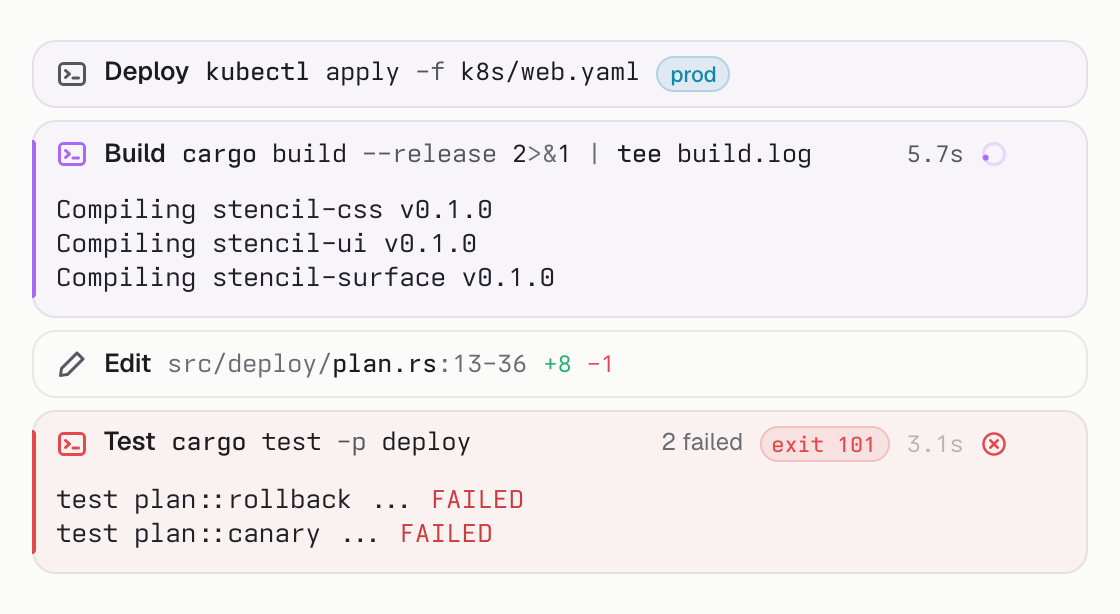 Deploy kubectl apply -f k8s/web.yaml prod
Build cargo build --release 2>&1 | tee build.log 5.7s
Compiling stencil-css v0.1.0
Compiling stencil-ui v0.1.0
Compiling stencil-surface v0.1.0
Edit src/deploy/plan.rs:13-36 +8 -1
Test cargo test -p deploy 2 failed exit 101 3.1s
test plan::rollback ... FAILED
test plan::canary ... FAILED